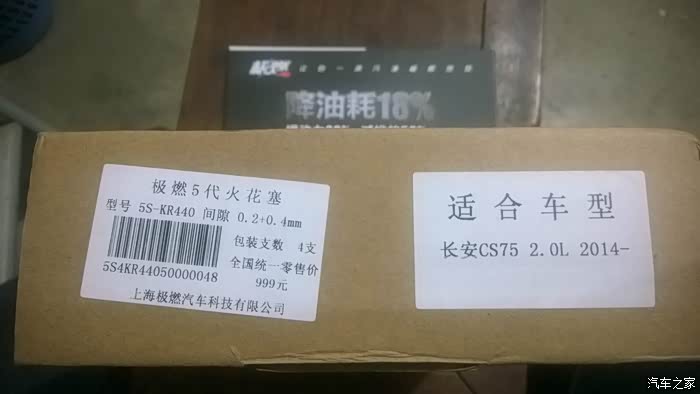 降油耗18%
极燃5代火花塞
型号 5S-KR440 间隙 0.2+0.4mm
包装支数 4支
全国统一零售价
999元
5S4KR44050000048
上海极燃汽车科技有限公司
适合车型
长安CS75 2.0L 2014-
汽车之家